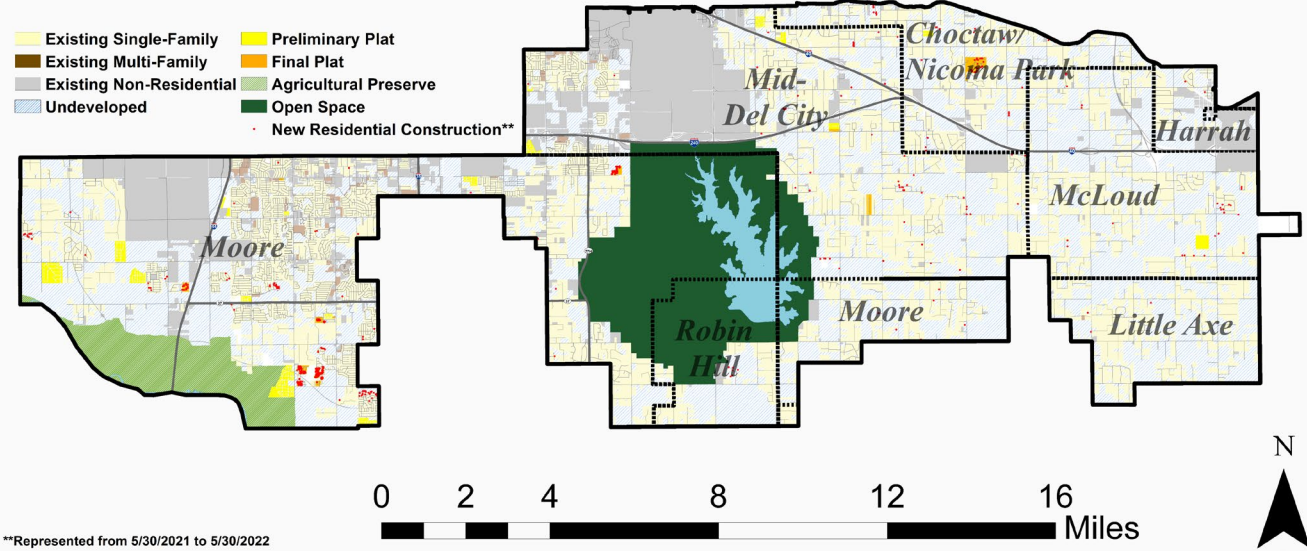 Existing Single-Family
Existing Multi-Family
Existing Non-Residential
Undeveloped
Preliminary Plat
Final Plat
Agricultural Preserve
Open Space
New Residential Construction**
Choctaw/
Nicoma Park
Mid-
Del City
Harrah
McLoud
Moore
Moore
Robin
Hill
Little Axe
N
0 2 4 8 12 16
Miles
**Represented from 5/30/2021 to 5/30/2022